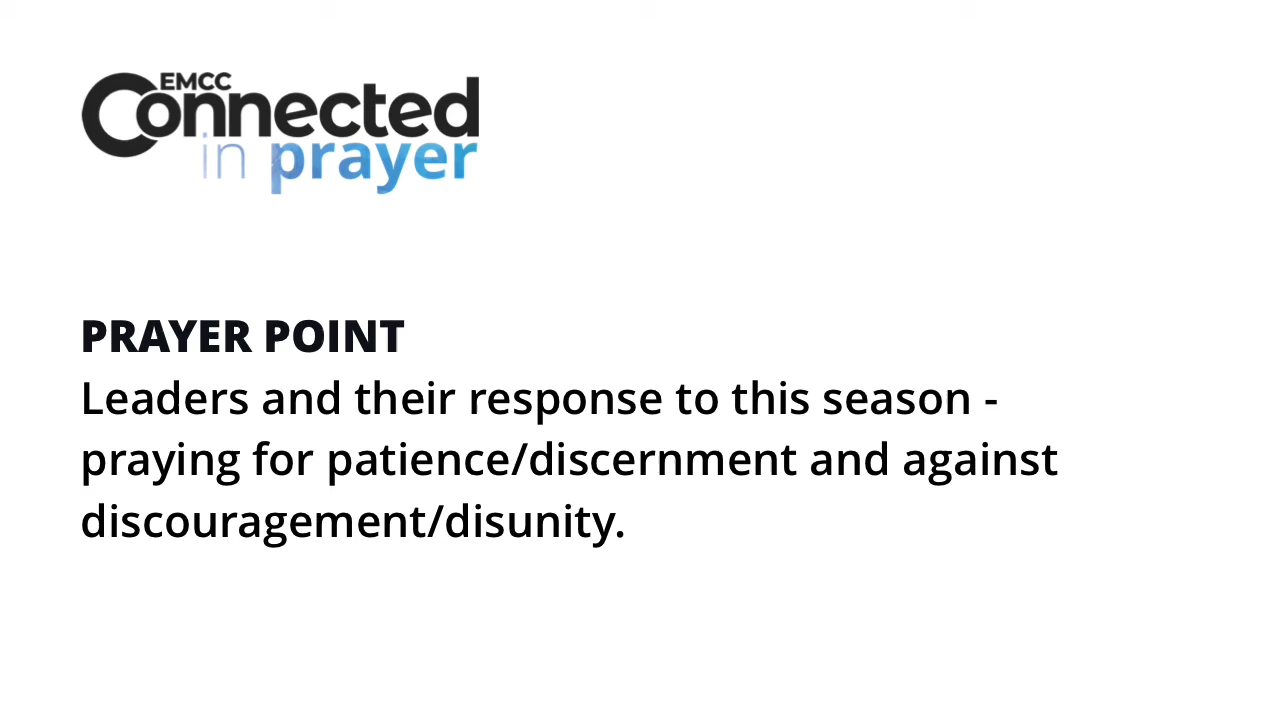 EMCC
Connected
in prayer
PRAYER POINT
Leaders and their response to this season -
praying for patience/discernment and against
discouragement/disunity.